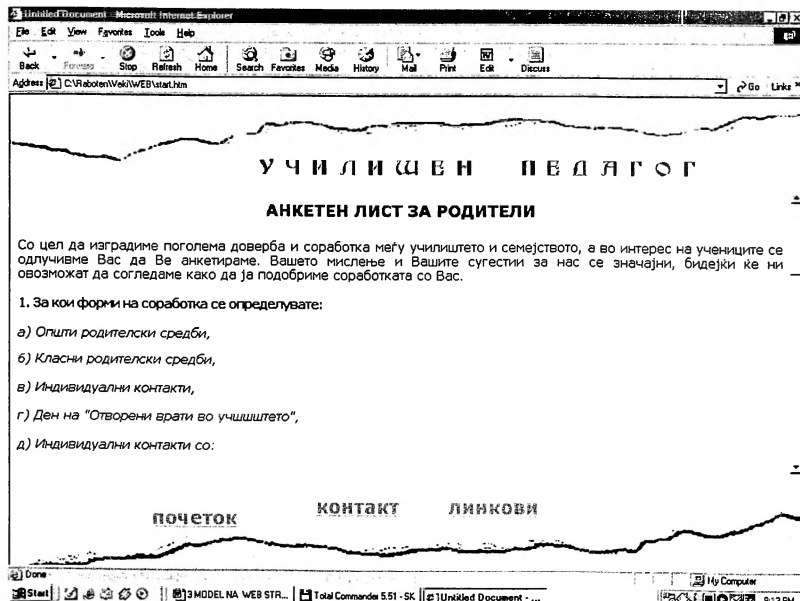 Untitled Document - Microsoft Internet Explorer
File Edit View Favorites Tools Help
Back Forward Stop Refresh Home Search Favorites Media History Mail Print Edit Discuss
Address C:\Raboten\Veki\WEB\start.htm Go Links »
УЧИЛИШЕН ПЕДАГОГ
АНКЕТЕН ЛИСТ ЗА РОДИТЕЛИ
Со цел да изградиме поголема доверба и соработка меѓу училиштето и семејството, а во интерес на учениците се
одлучивме Вас да Ве анкетираме. Вашето мислење и Вашите сугестии за нас се значајни, бидејќи ќе ни
овозможат да согледаме како да ја подобриме соработката со Вас.
1. За кои форми на соработка се определувате:
а) Општи родителски средби,
б) Класни родителски средби,
в) Индивидуални контакти,
г) Ден на "Отворени врати во учшиштето",
д) Индивидуални контакти со:
почеток контакт линкови
Done My Computer
Start 3 MODEL NA WEB STR... Total Commander 5.51 - SK Untitled Document - ... 9:13 PM